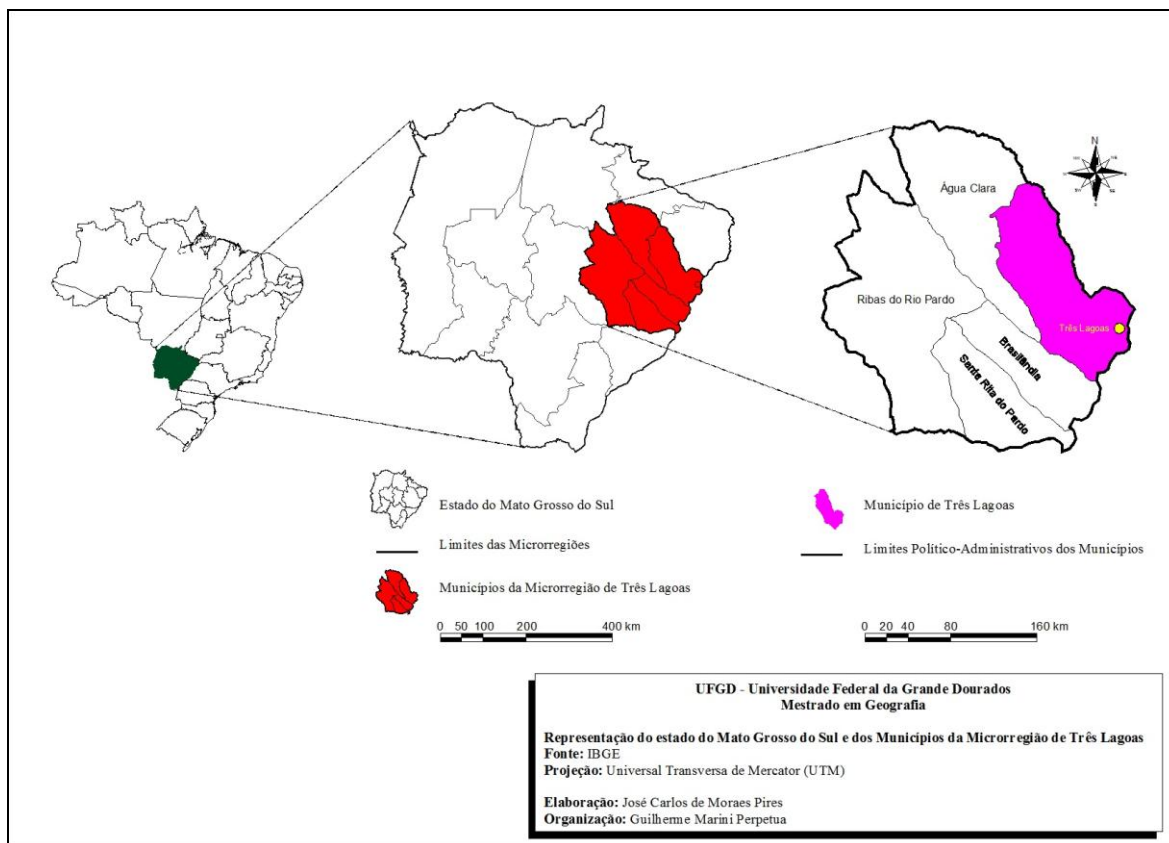 N
Água Clara
Ribas do Rio Pardo
Três Lagoas
Brasilândia
Santa Rita do Pardo
Estado do Mato Grosso do Sul
Limites das Microrregiões
Municípios da Microrregião de Três Lagoas
0 50 100 200 400 km
Município de Três Lagoas
Limites Político-Administrativos dos Municípios
0 20 40 80 160 km
UFGD - Universidade Federal da Grande Dourados
Mestrado em Geografia
Representação do estado do Mato Grosso do Sul e dos Municípios da Microrregião de Três Lagoas
Fonte: IBGE
Projeção: Universal Transversa de Mercator (UTM)
Elaboração: José Carlos de Moraes Pires
Organização: Guilherme Marini Perpetua